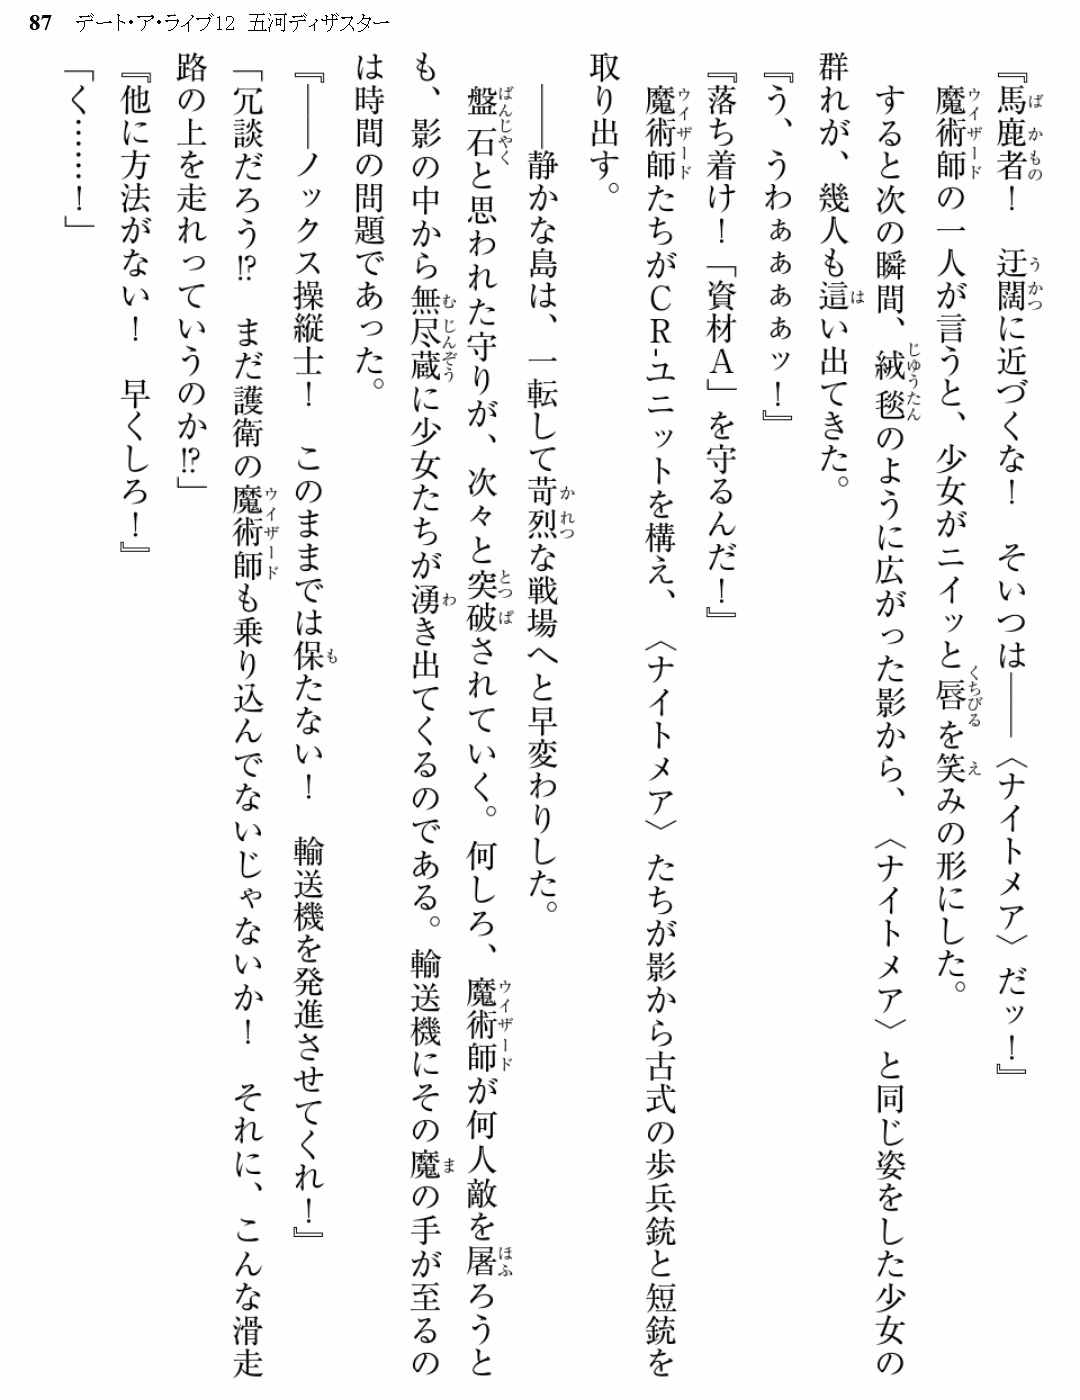 87 デート・ア・ライブ12 五河ディザスター
『馬鹿者！　迂闊に近づくな！　そいつは――〈ナイトメア〉だッ！』
魔術師の一人が言うと、少女がニイッと唇を笑みの形にした。
すると次の瞬間、絨毯のように広がった影から、〈ナイトメア〉と同じ姿をした少女の
群れが、幾人も這い出てきた。
『う、うわぁぁぁぁッ！』
『落ち着け！「資材Ａ」を守るんだ！』
魔術師たちがＣＲ-ユニットを構え、〈ナイトメア〉たちが影から古式の歩兵銃と短銃を
取り出す。
――静かな島は、一転して苛烈な戦場へと早変わりした。
盤石と思われた守りが、次々と突破されていく。何しろ、魔術師が何人敵を屠ろうと
も、影の中から無尽蔵に少女たちが湧き出てくるのである。輸送機にその魔の手が至るの
は時間の問題であった。
『――ノックス操縦士！　このままでは保たない！　輸送機を発進させてくれ！』
「冗談だろう!?　まだ護衛の魔術師も乗り込んでないじゃないか！　それに、こんな滑走
路の上を走れっていうのか!?」
『他に方法がない！　早くしろ！』
「く……！」